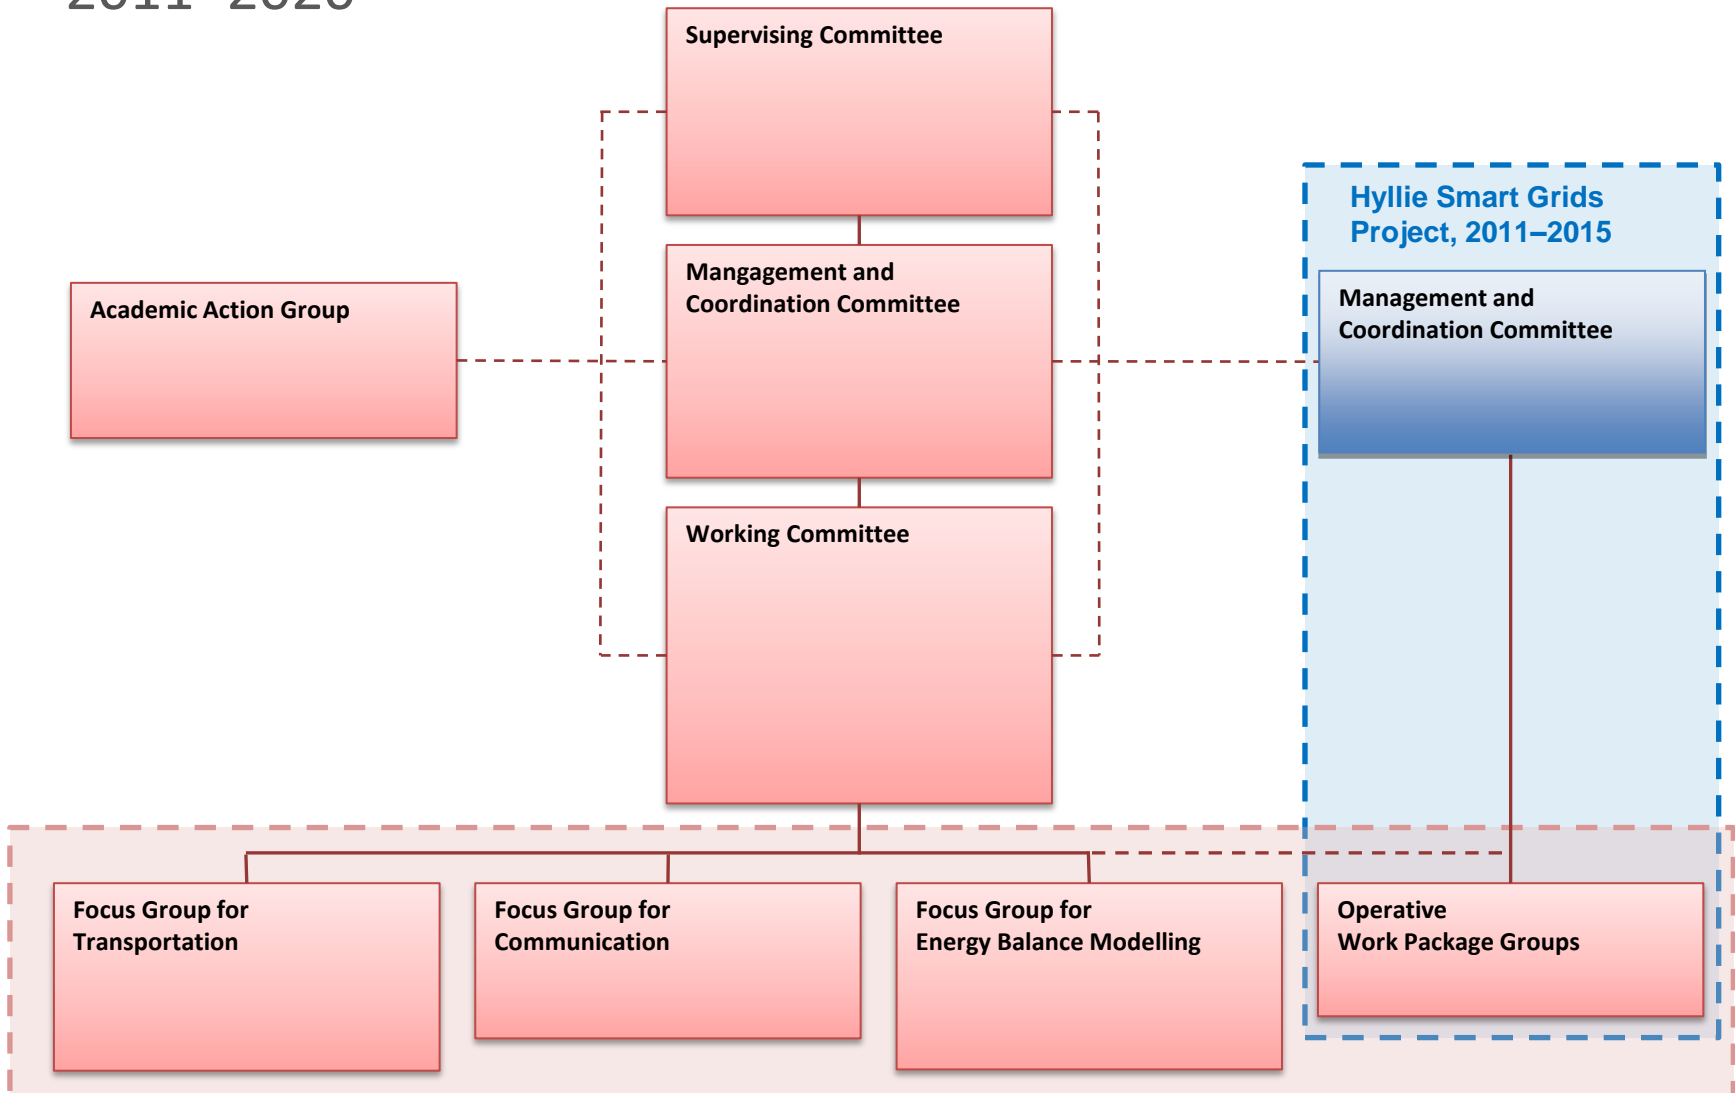 2011–2020
Supervising Committee
Hyllie Smart Grids
Project, 2011–2015
Mangagement and
Coordination Committee
Academic Action Group
Management and
Coordination Committee
Working Committee
Focus Group for
Transportation
Focus Group for
Communication
Focus Group for
Energy Balance Modelling
Operative
Work Package Groups